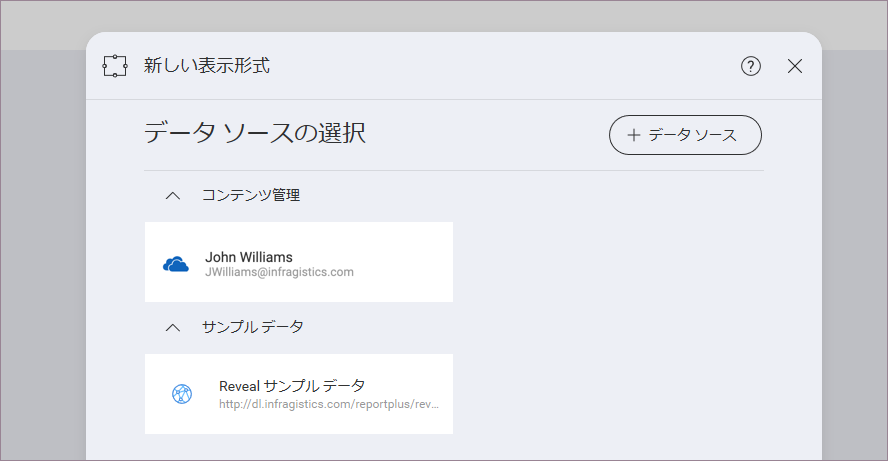 新しい表示形式
データ ソースの選択
+ データ ソース
コンテンツ管理
John Williams
JWilliams@infragistics.com
サンプル データ
Reveal サンプル データ
http://dl.infragistics.com/reportplus/rev...